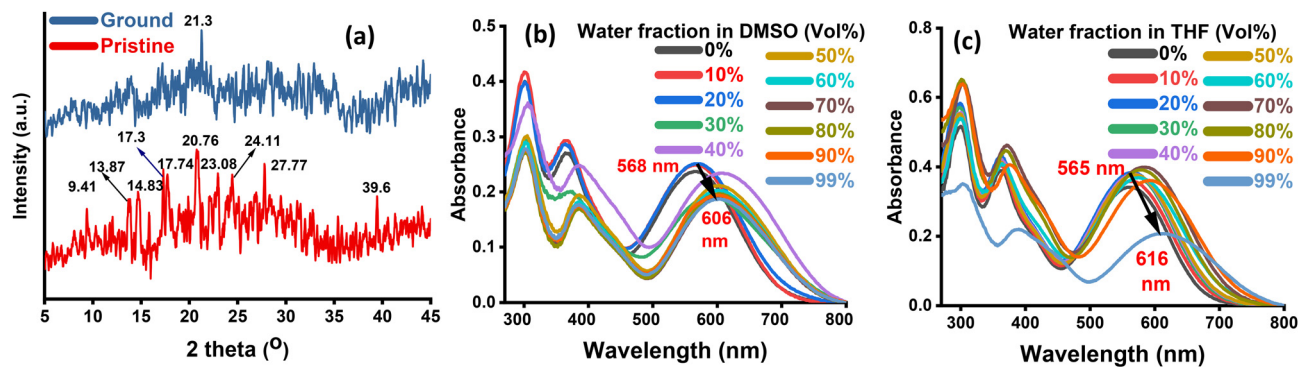 Ground
Pristine
(a)
21.3
17.3
20.76
24.11
13.87
17.74
23.08
27.77
9.41
14.83
39.6
Intensity (a.u.)
5 10 15 20 25 30 35 40 45
2 theta (O)
(b)
Water fraction in DMSO (Vol%)
0% 50%
10% 60%
20% 70%
30% 80%
40% 90%
99%
568 nm
606
nm
Absorbance
0.5
0.4
0.3
0.2
0.1
0.0
300 400 500 600 700 800
Wavelength (nm)
(c)
Water fraction in THF (Vol%)
0% 50%
10% 60%
20% 70%
30% 80%
40% 90%
99%
565 nm
616
nm
Absorbance
0.8
0.6
0.4
0.2
0.0
300 400 500 600 700 800
Wavelength (nm)